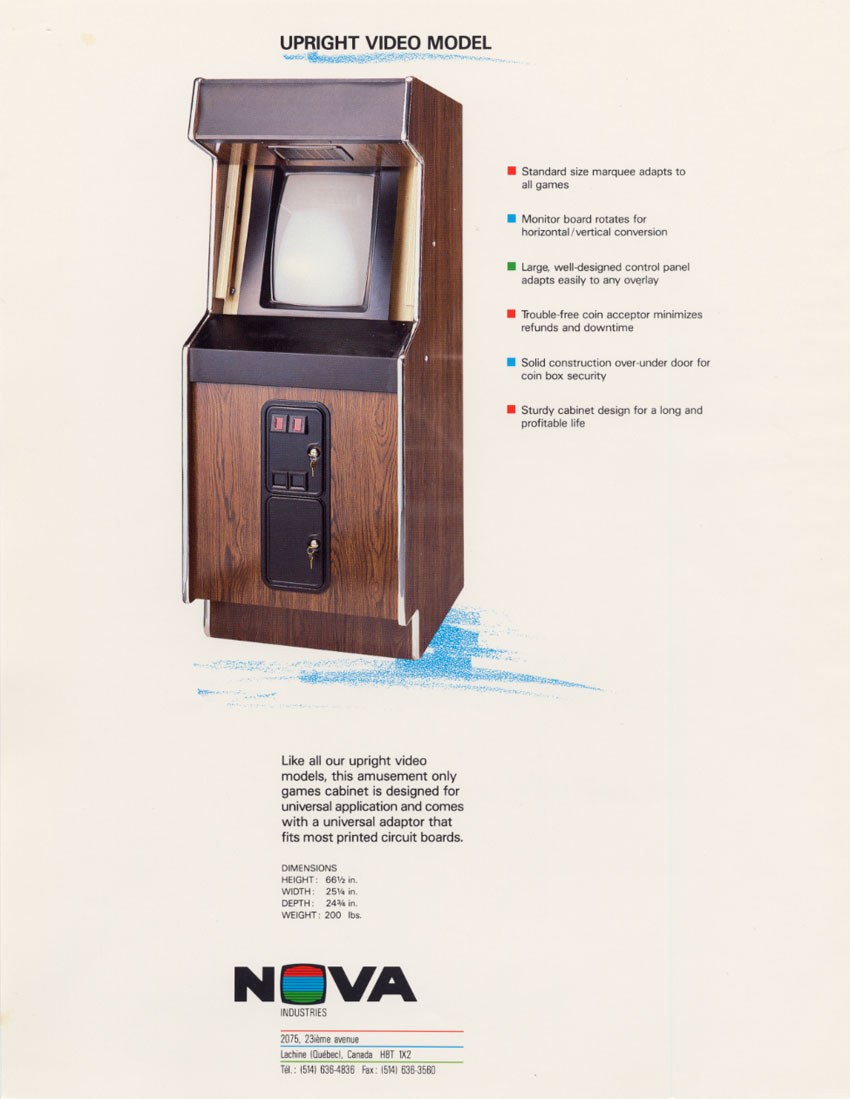 UPRIGHT VIDEO MODEL
Standard size marquee adapts to
all games
Monitor board rotates for
horizontal/vertical conversion
Large, well-designed control panel
adapts easily to any overlay
Trouble-free coin acceptor minimizes
refunds and downtime
Solid construction over-under door for
coin box security
Sturdy cabinet design for a long and
profitable life
Like all our upright video
models, this amusement only
games cabinet is designed for
universal application and comes
with a universal adaptor that
fits most printed circuit boards.
DIMENSIONS
HEIGHT: 66½ in.
WIDTH: 25¼ in.
DEPTH: 24¾ in.
WEIGHT: 200 lbs.
NOVA
INDUSTRIES
2075, 23ième avenue
Lachine (Québec), Canada H8T 1X2
Tél.: (514) 636-4836 Fax: (514) 636-3560